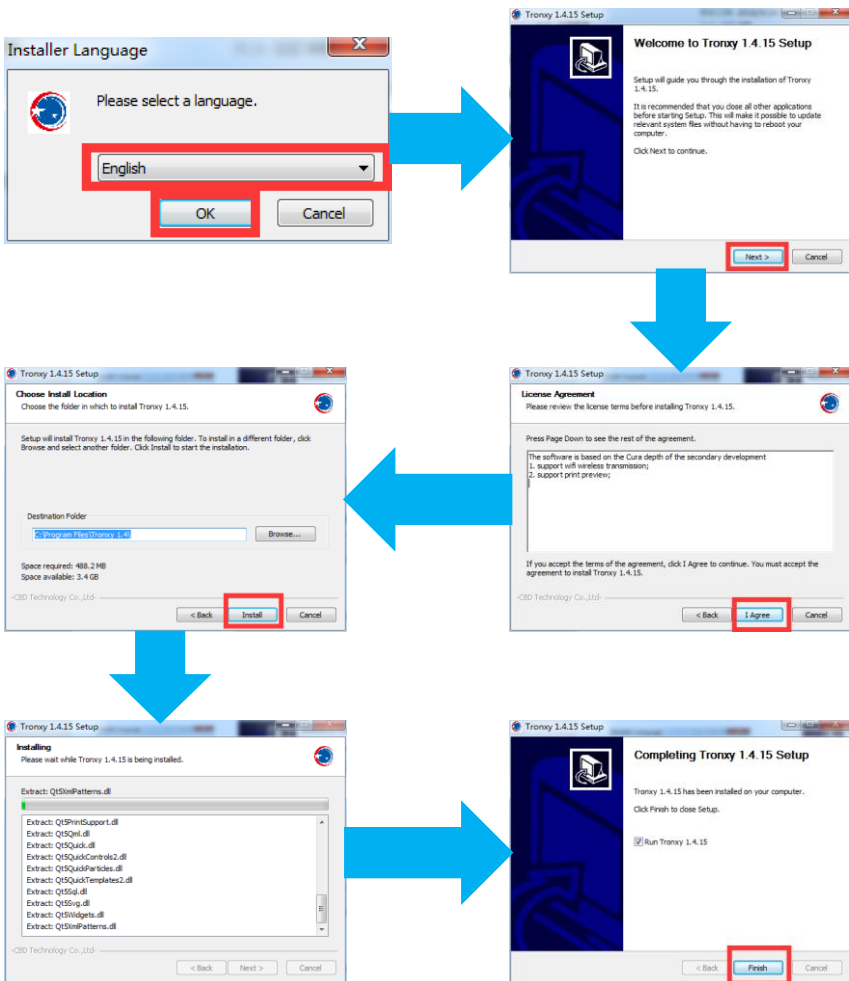 Installer Language
Please select a language.
English
OK
Cancel
Tronxy 1.4.15 Setup
Welcome to Tronxy 1.4.15 Setup
Setup will guide you through the installation of Tronxy
1.4.15.
It is recommended that you close all other applications
before starting Setup. This will make it possible to update
relevant system files without having to reboot your
computer.
Click Next to continue.
Next >
Cancel
Tronxy 1.4.15 Setup
License Agreement
Please review the license terms before installing Tronxy 1.4.15.
Press Page Down to see the rest of the agreement.
The software is based on the Cura depth of the secondary development
1. support wifi wireless transmission;
2. support print preview;
If you accept the terms of the agreement, click I Agree to continue. You must accept the
agreement to install Tronxy 1.4.15.
-CBD Technology Co.,Ltd-
< Back
I Agree
Cancel
Tronxy 1.4.15 Setup
Choose Install Location
Choose the folder in which to install Tronxy 1.4.15.
Setup will install Tronxy 1.4.15 in the following folder. To install in a different folder, click
Browse and select another folder. Click Install to start the installation.
Destination Folder
C:\Program Files\Tronxy 1.4\
Browse...
Space required: 488.2 MB
Space available: 3.4 GB
-CBD Technology Co.,Ltd-
< Back
Install
Cancel
Tronxy 1.4.15 Setup
Installing
Please wait while Tronxy 1.4.15 is being installed.
Extract: Qt5XmlPatterns.dll
Extract: Qt5PrintSupport.dll
Extract: Qt5Qml.dll
Extract: Qt5Quick.dll
Extract: Qt5QuickControls2.dll
Extract: Qt5QuickParticles.dll
Extract: Qt5QuickTemplates2.dll
Extract: Qt5Sql.dll
Extract: Qt5Svg.dll
Extract: Qt5Widgets.dll
Extract: Qt5XmlPatterns.dll
-CBD Technology Co.,Ltd-
< Back
Next >
Cancel
Tronxy 1.4.15 Setup
Completing Tronxy 1.4.15 Setup
Tronxy 1.4.15 has been installed on your computer.
Click Finish to close Setup.
Run Tronxy 1.4.15
< Back
Finish
Cancel